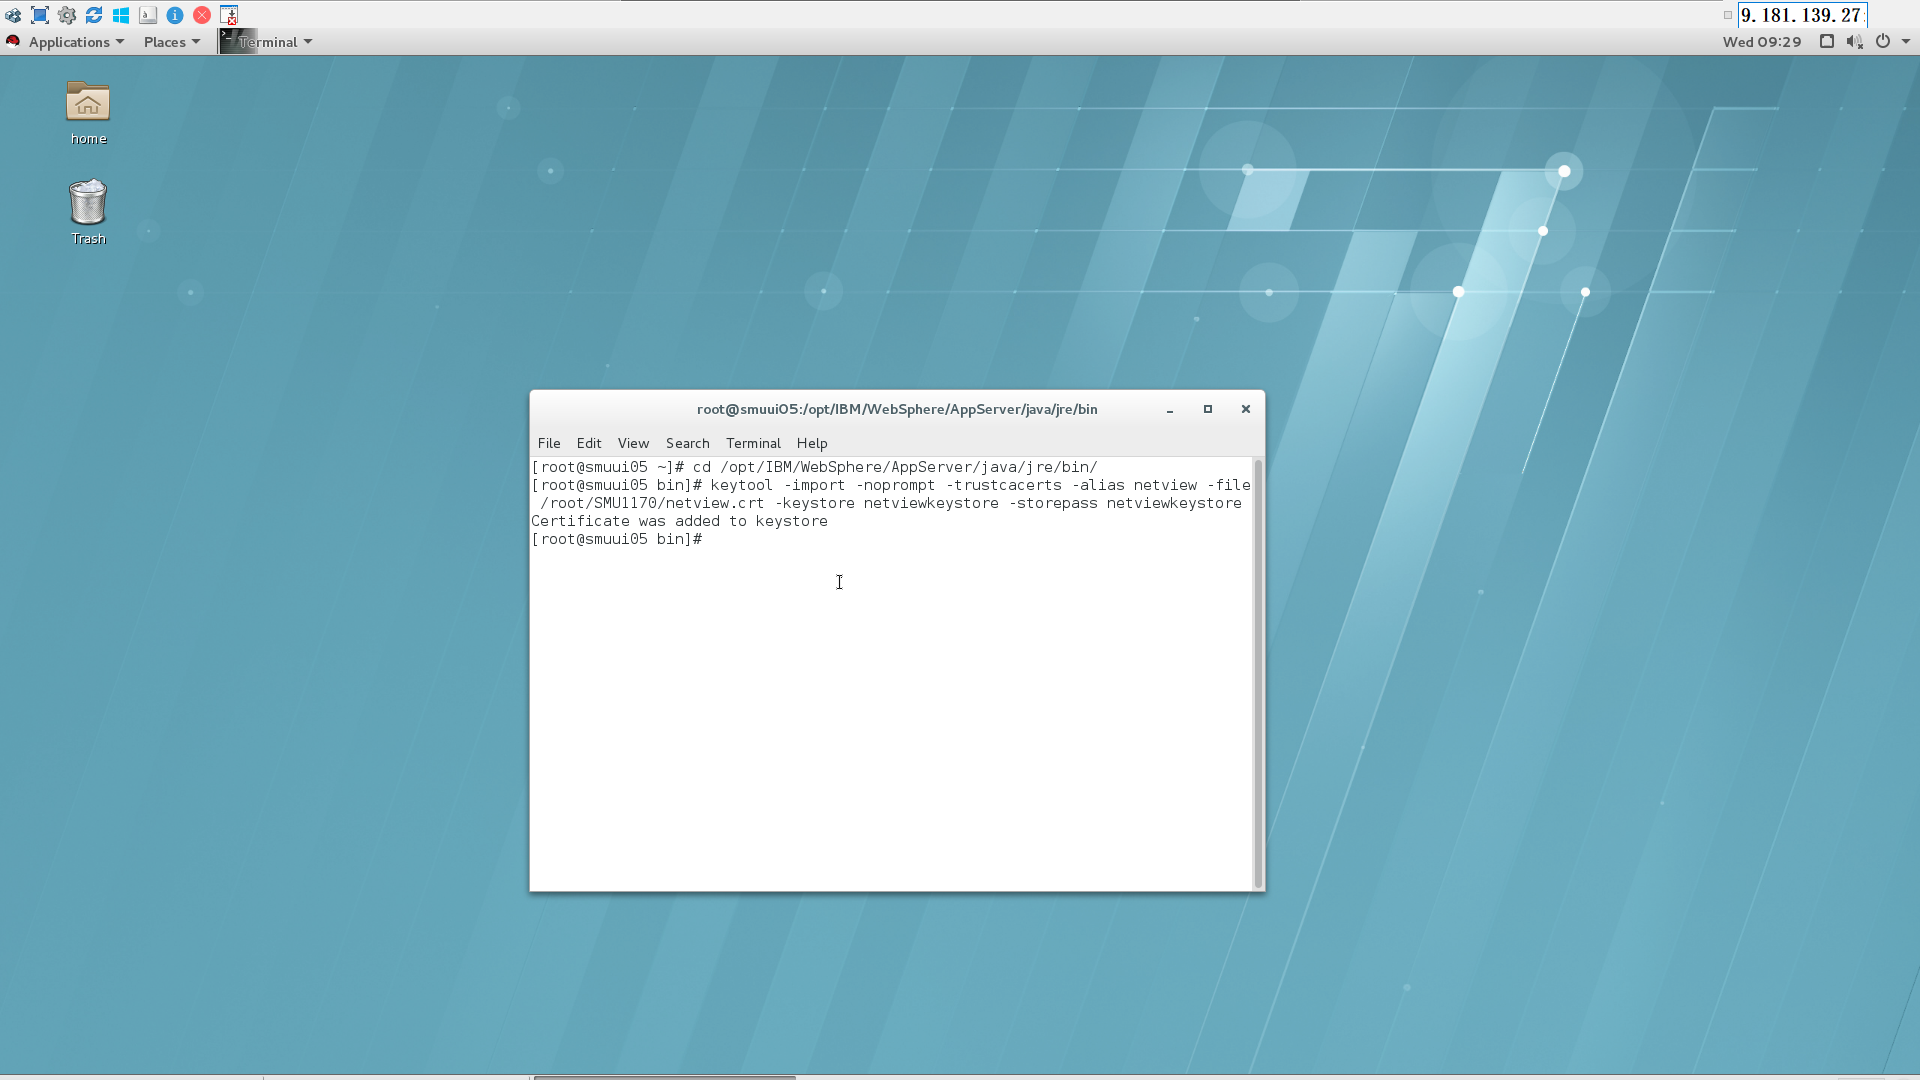 9.181.139.27:
Applications Places Terminal Wed 09:29
home
Trash
root@smuui05:/opt/IBM/WebSphere/AppServer/java/jre/bin
File Edit View Search Terminal Help
[root@smuui05 ~]# cd /opt/IBM/WebSphere/AppServer/java/jre/bin/
[root@smuui05 bin]# keytool -import -noprompt -trustcacerts -alias netview -file
/root/SMU1170/netview.crt -keystore netviewkeystore -storepass netviewkeystore
Certificate was added to keystore
[root@smuui05 bin]#